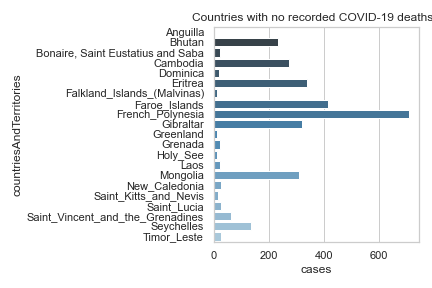 Countries with no recorded COVID-19 deaths
countriesAndTerritories
Anguilla
Bhutan
Bonaire, Saint Eustatius and Saba
Cambodia
Dominica
Eritrea
Falkland_Islands_(Malvinas)
Faroe_Islands
French_Polynesia
Gibraltar
Greenland
Grenada
Holy_See
Laos
Mongolia
New_Caledonia
Saint_Kitts_and_Nevis
Saint_Lucia
Saint_Vincent_and_the_Grenadines
Seychelles
Timor_Leste
0 200 400 600
cases